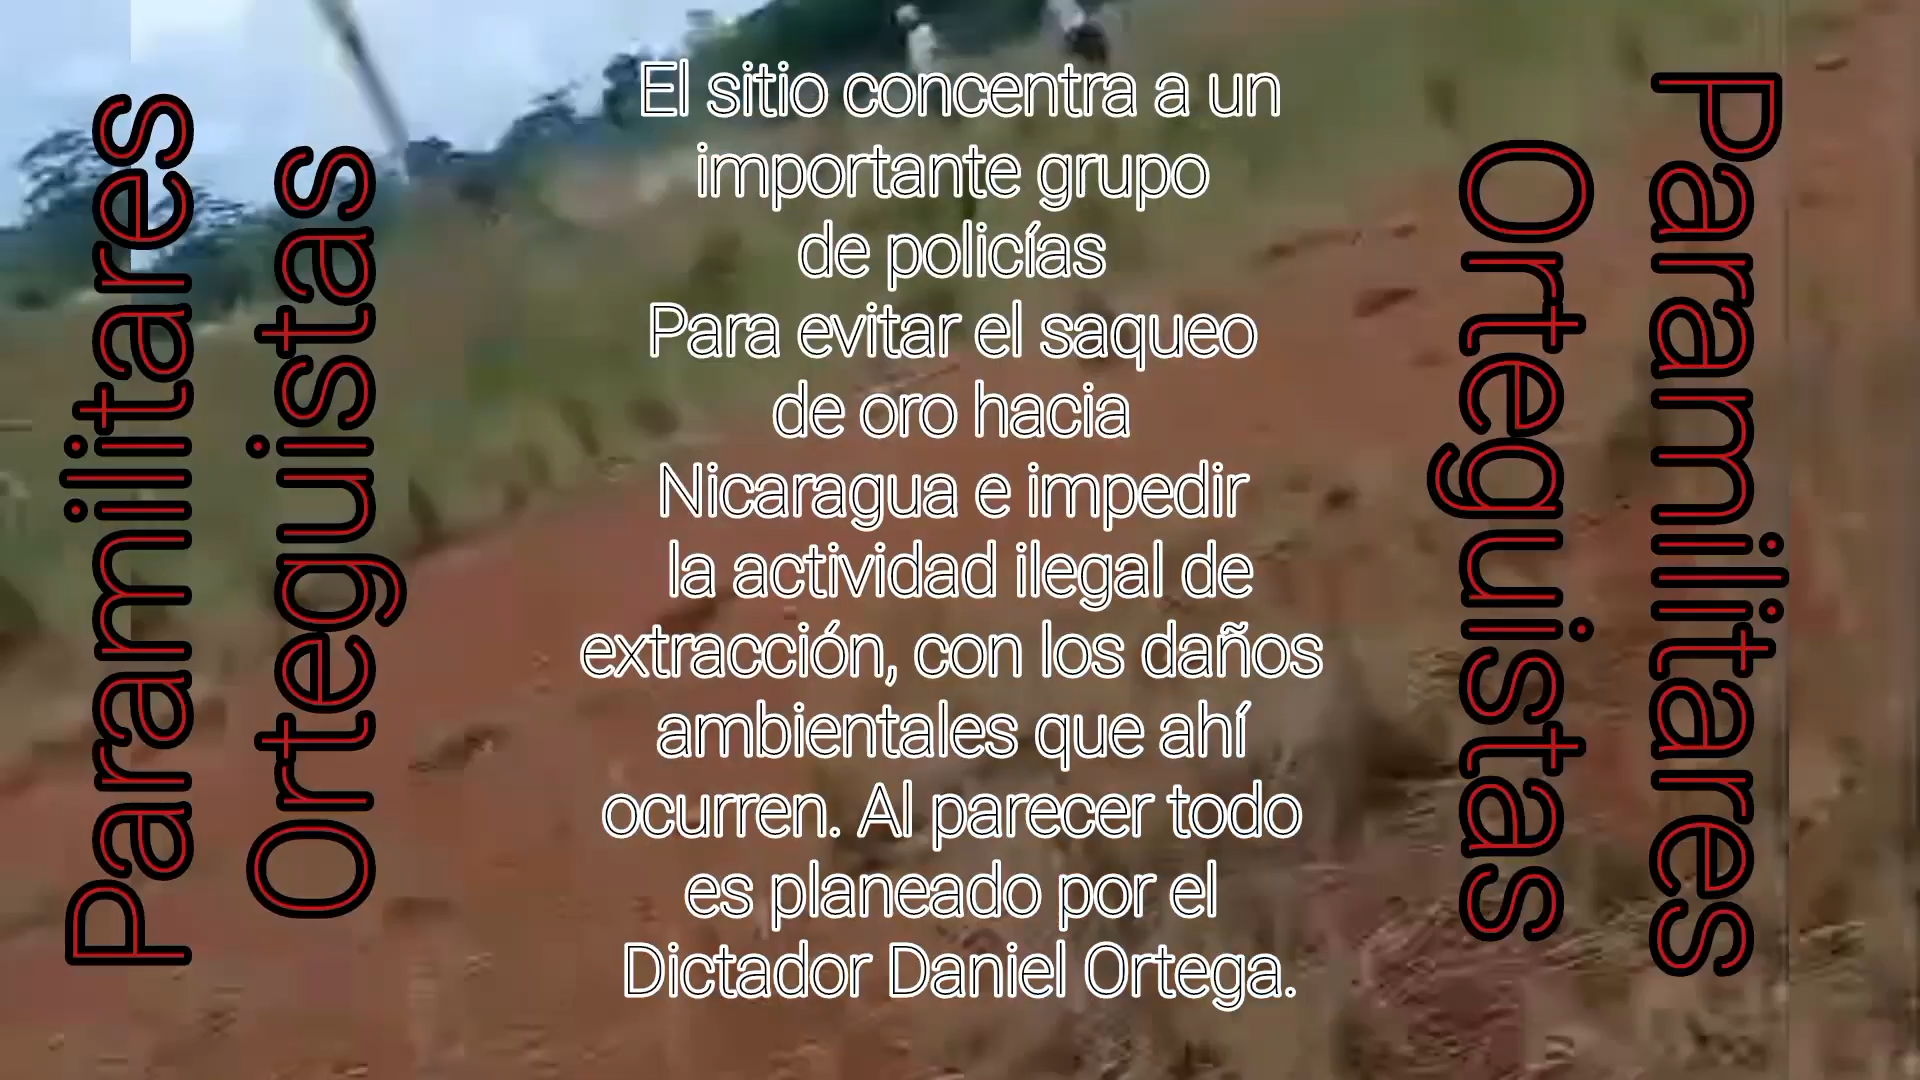 Paramilitares
Orteguistas
El sitio concentra a un
importante grupo
de policías
Para evitar el saqueo
de oro hacia
Nicaragua e impedir
la actividad ilegal de
extracción, con los daños
ambientales que ahí
ocurren. Al parecer todo
es planeado por el
Dictador Daniel Ortega.
Orteguistas
Paramilitares